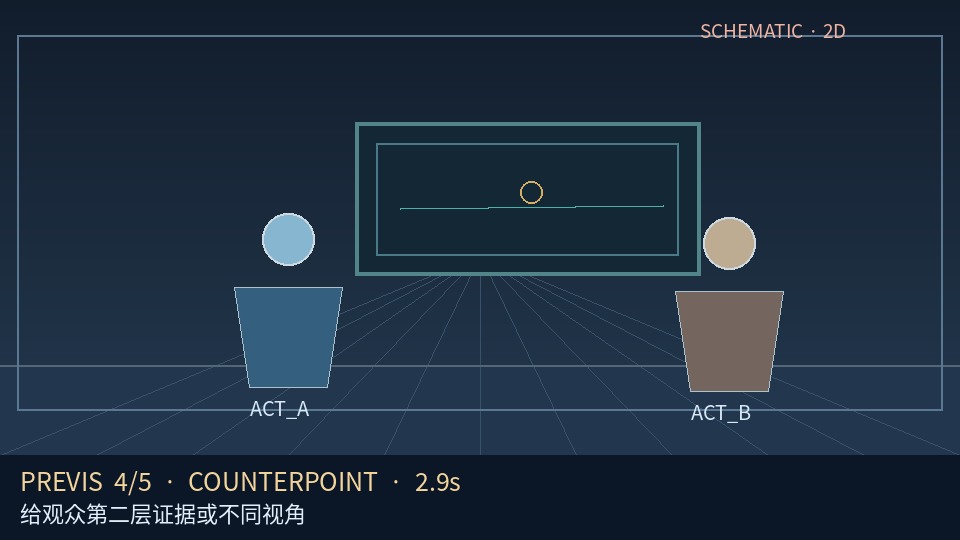 SCHEMATIC · 2D
ACT_A
ACT_B
PREVIS 4/5 · COUNTERPOINT · 2.9s
给观众第二层证据或不同视角